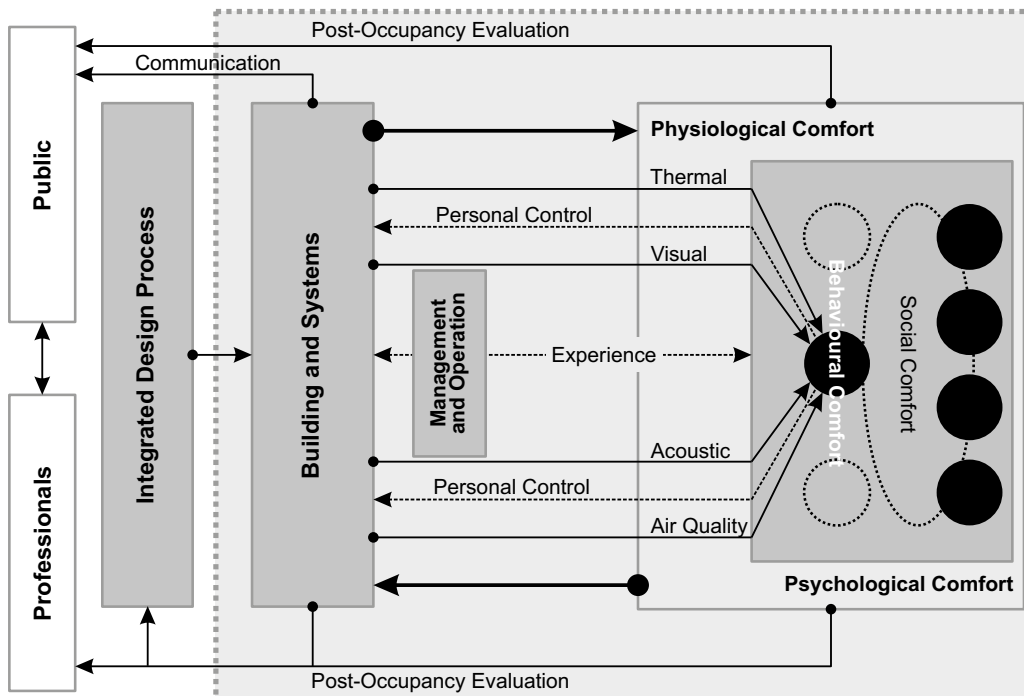 Post-Occupancy Evaluation
Communication
Public
Professionals
Integrated Design Process
Building and Systems
Management
and Operation
Physiological Comfort
Thermal
Personal Control
Visual
Experience
Acoustic
Personal Control
Air Quality
Behavioural Comfort
Social Comfort
Psychological Comfort
Post-Occupancy Evaluation